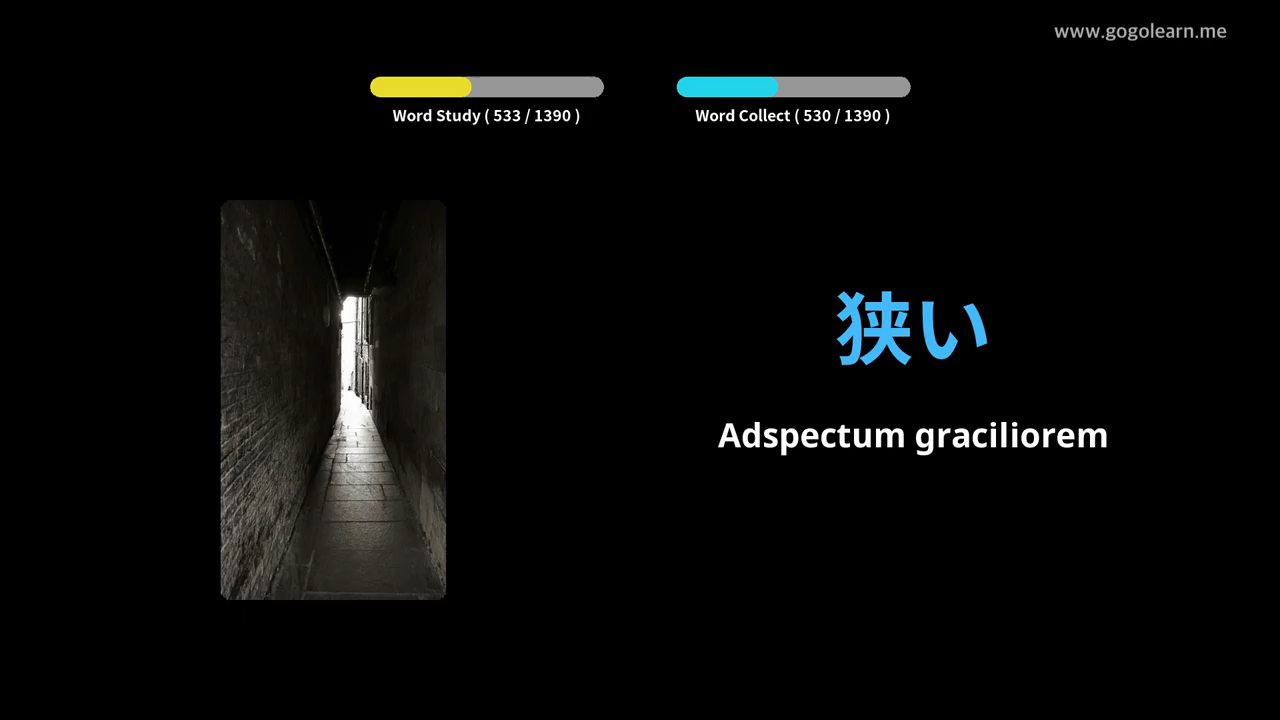 www.gogolearn.me
Word Study ( 533 / 1390 )
Word Collect ( 530 / 1390 )
狭い
Adspectum graciliorem